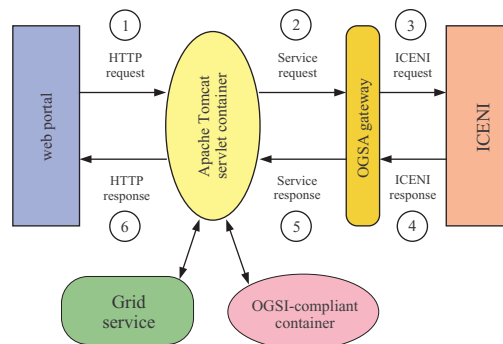 1
2
3
HTTP
request
Service
request
ICENI
request
web portal
Apache Tomcat
servlet container
OGSA gateway
ICENI
HTTP
response
Service
response
ICENI
response
6
5
4
Grid
service
OGSI-compliant
container